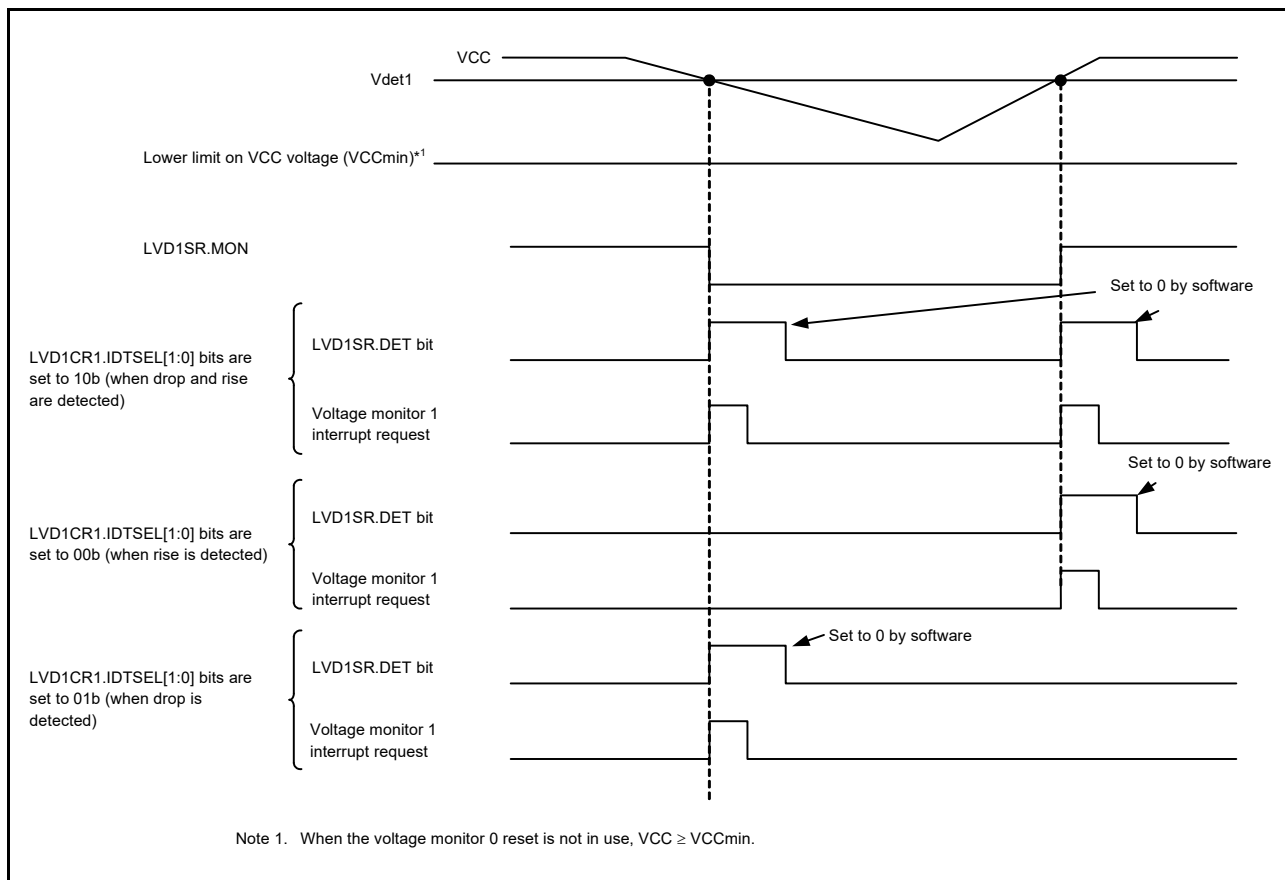 VCC
Vdet1
Lower limit on VCC voltage (VCCmin)*1
LVD1SR.MON
Set to 0 by software
LVD1CR1.IDTSEL[1:0] bits are
set to 10b (when drop and rise
are detected)
LVD1SR.DET bit
Voltage monitor 1
interrupt request
Set to 0 by software
LVD1CR1.IDTSEL[1:0] bits are
set to 00b (when rise is detected)
LVD1SR.DET bit
Voltage monitor 1
interrupt request
Set to 0 by software
LVD1CR1.IDTSEL[1:0] bits are
set to 01b (when drop is
detected)
LVD1SR.DET bit
Voltage monitor 1
interrupt request
Note 1. When the voltage monitor 0 reset is not in use, VCC ≥ VCCmin.